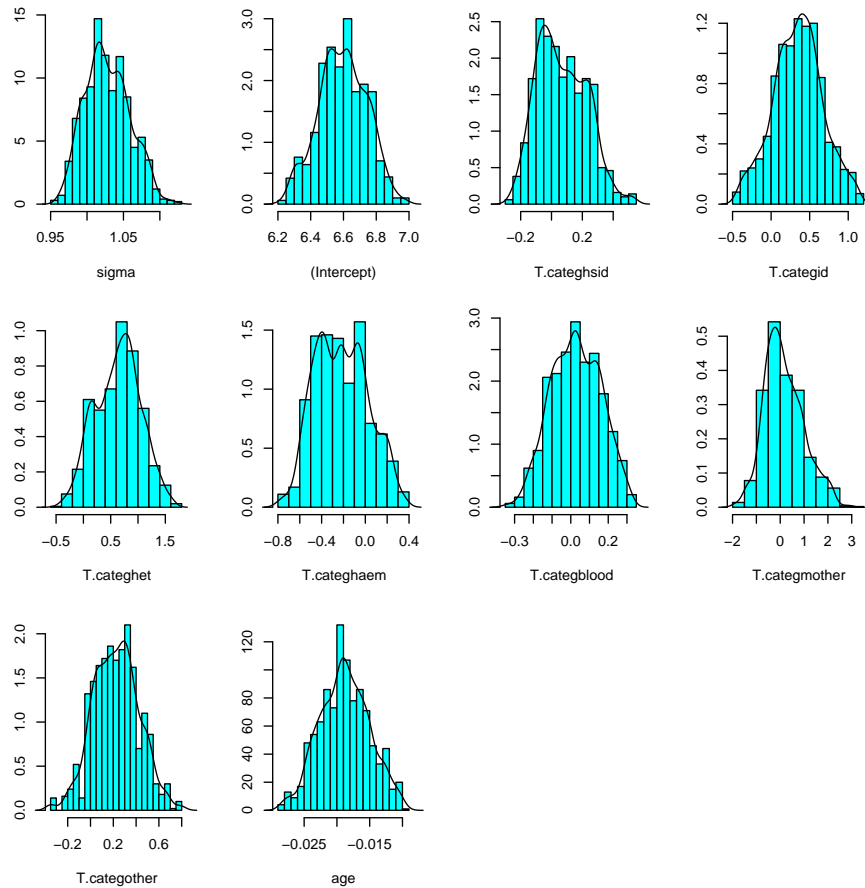 0 5 10 15
0.95 1.05
sigma
0.0 1.0 2.0 3.0
6.2 6.4 6.6 6.8 7.0
(Intercept)
0.0 0.5 1.0 1.5 2.0 2.5
−0.2 0.2
T.categhsid
0.0 0.4 0.8 1.2
−0.5 0.0 0.5 1.0
T.categid
0.0 0.2 0.4 0.6 0.8 1.0
−0.5 0.5 1.5
T.categhet
0.0 0.5 1.0 1.5
−0.8 −0.4 0.0 0.4
T.categhaem
0.0 1.0 2.0 3.0
−0.3 0.0 0.2
T.categblood
0.0 0.1 0.2 0.3 0.4 0.5
−2 0 1 2 3
T.categmother
0.0 0.5 1.0 1.5 2.0
−0.2 0.2 0.6
T.categother
0 20 40 60 80 120
−0.025 −0.015
age